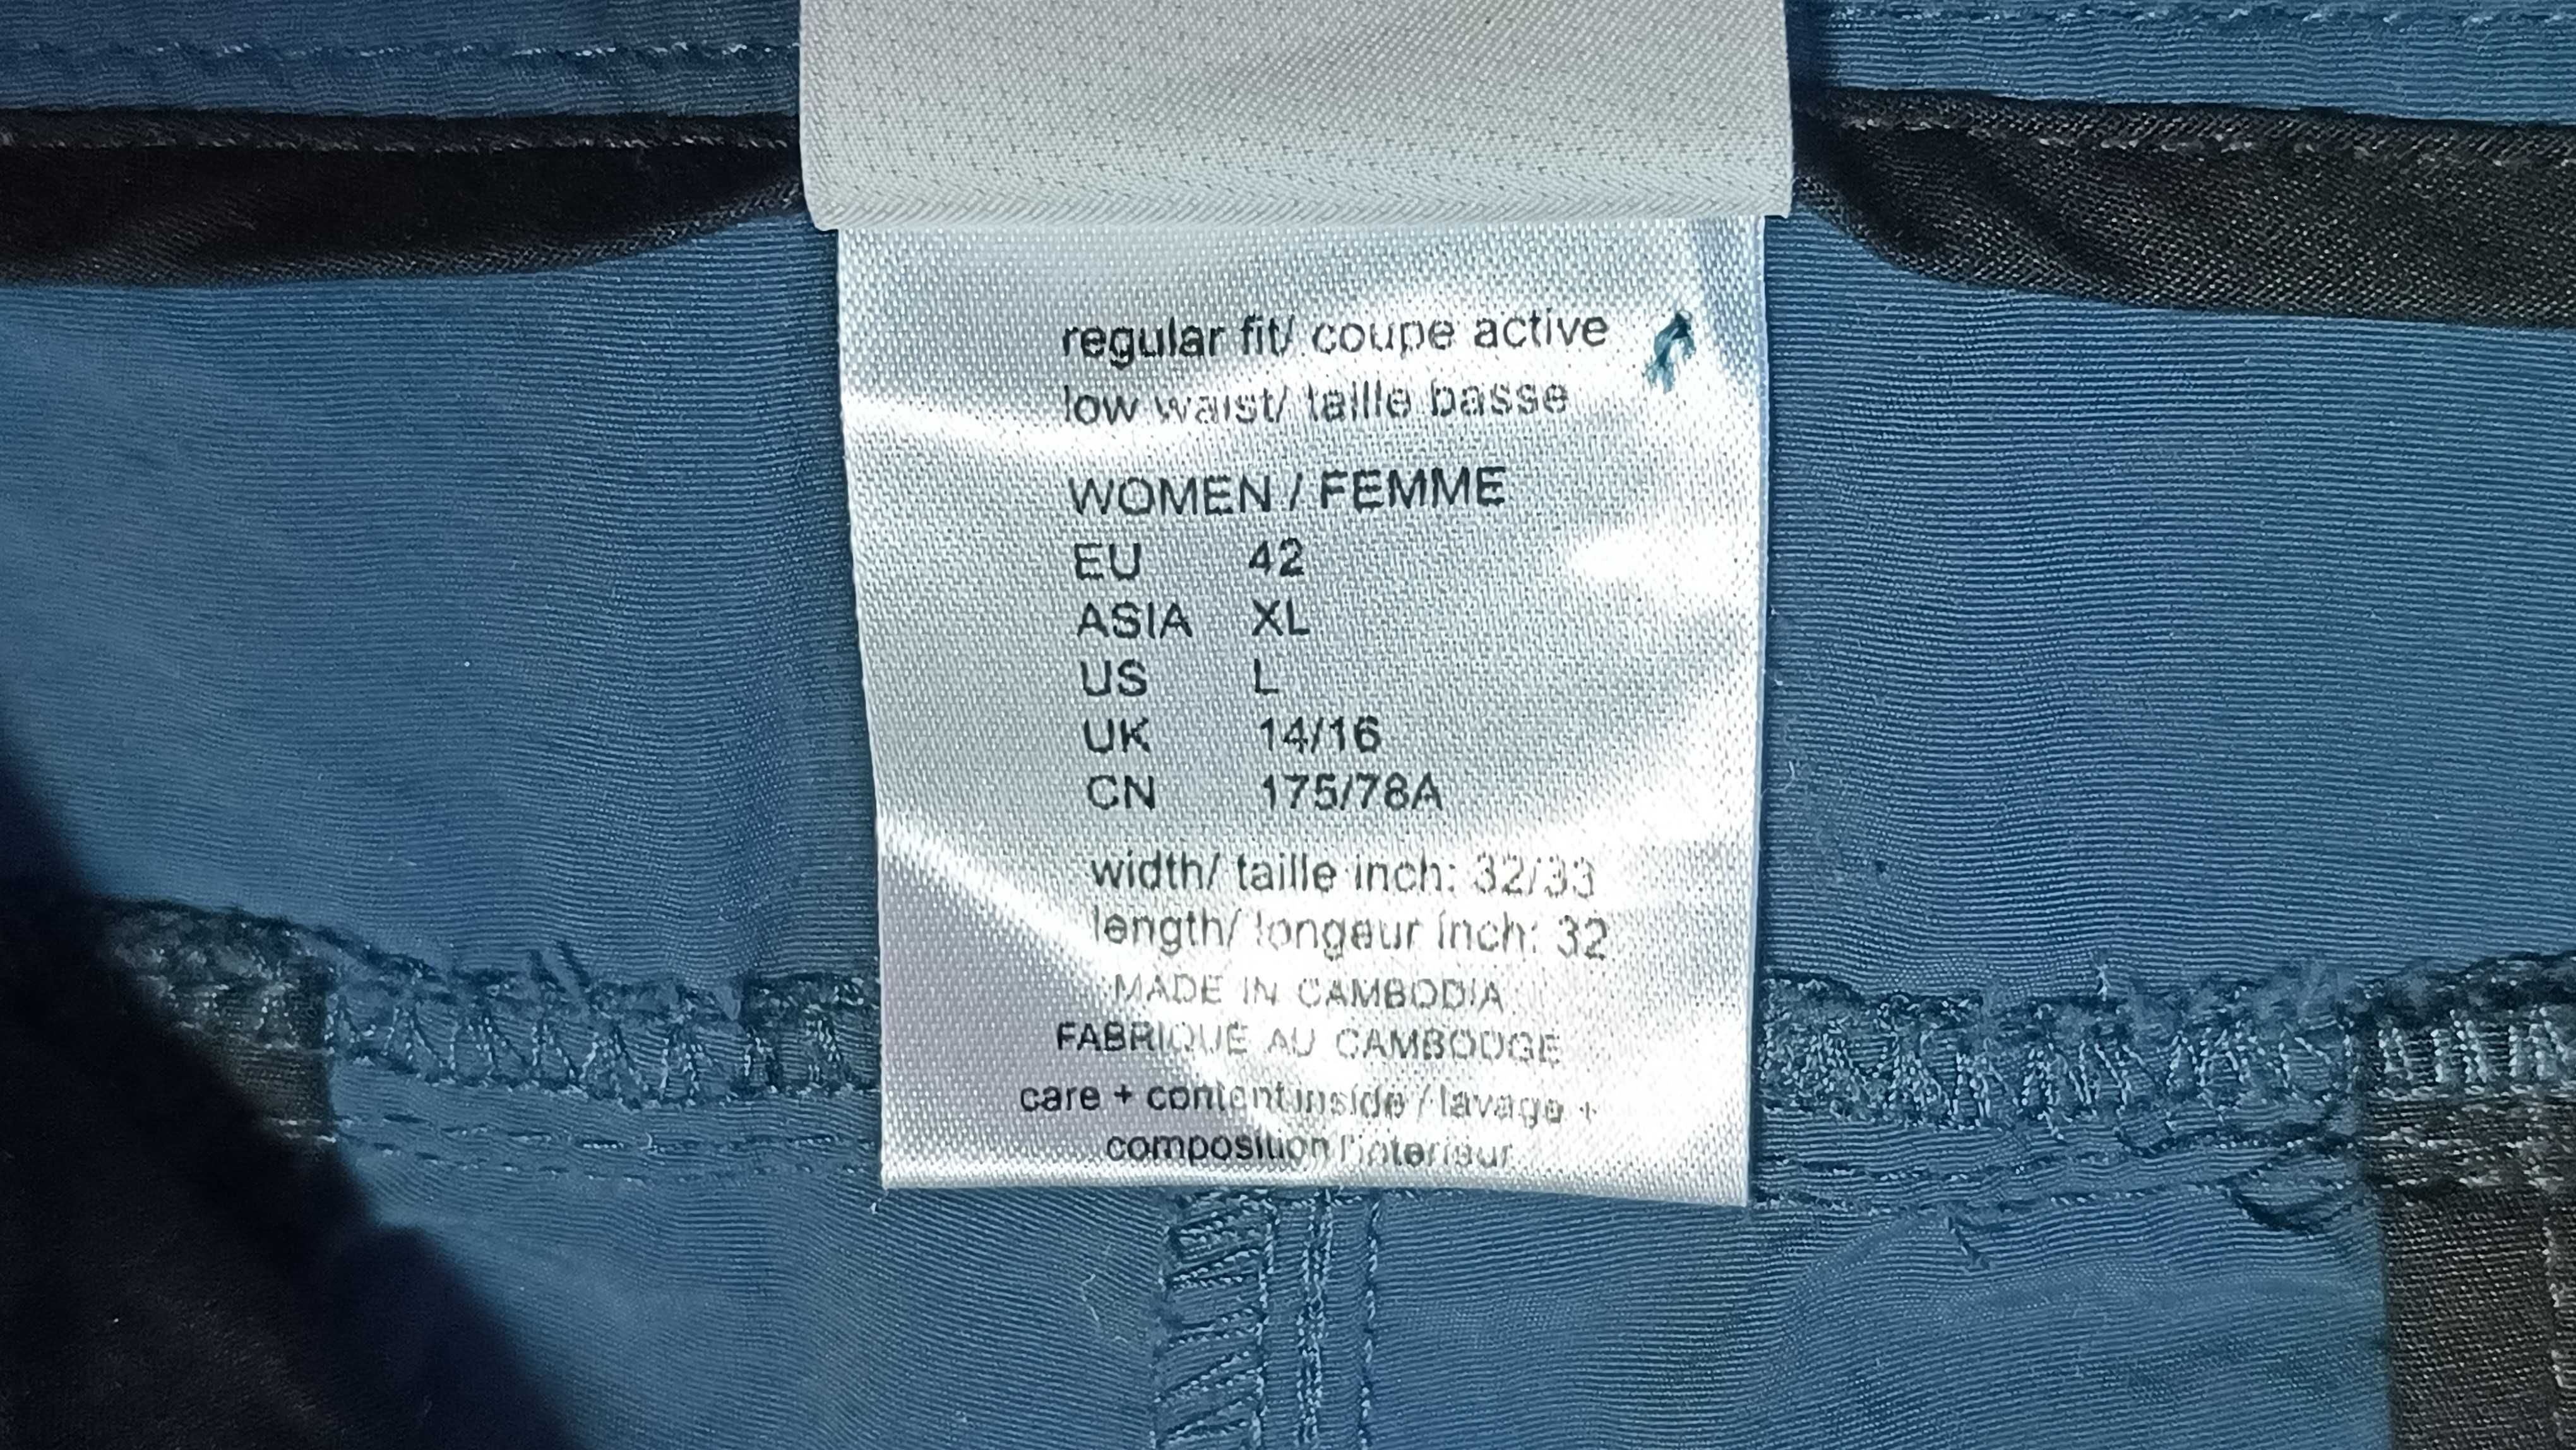 regular fit/ coupe active
low waist/ taille basse
WOMEN / FEMME
EU 42
ASIA XL
US L
UK 14/16
CN 175/78A
width/ taille inch: 32/33
length/ longeur inch: 32
MADE IN CAMBODIA
FABRIQUÉ AU CAMBODGE
care + content inside / lavage +
composition l'interieur